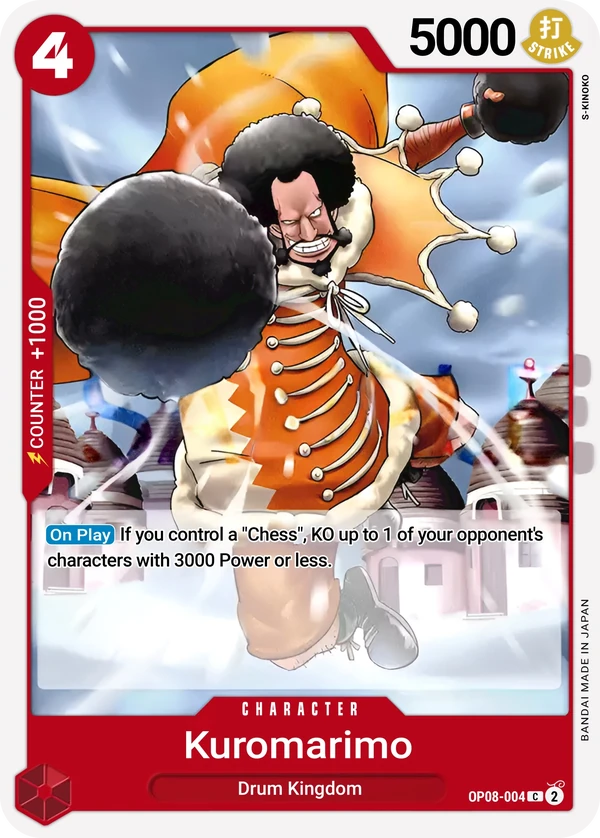 4
5000
打
STRIKE
S-KINOKO
COUNTER +1000
On Play If you control a "Chess", KO up to 1 of your opponent's
characters with 3000 Power or less.
BANDAI MADE IN JAPAN
CHARACTER
Kuromarimo
Drum Kingdom
OP08-004 C 2